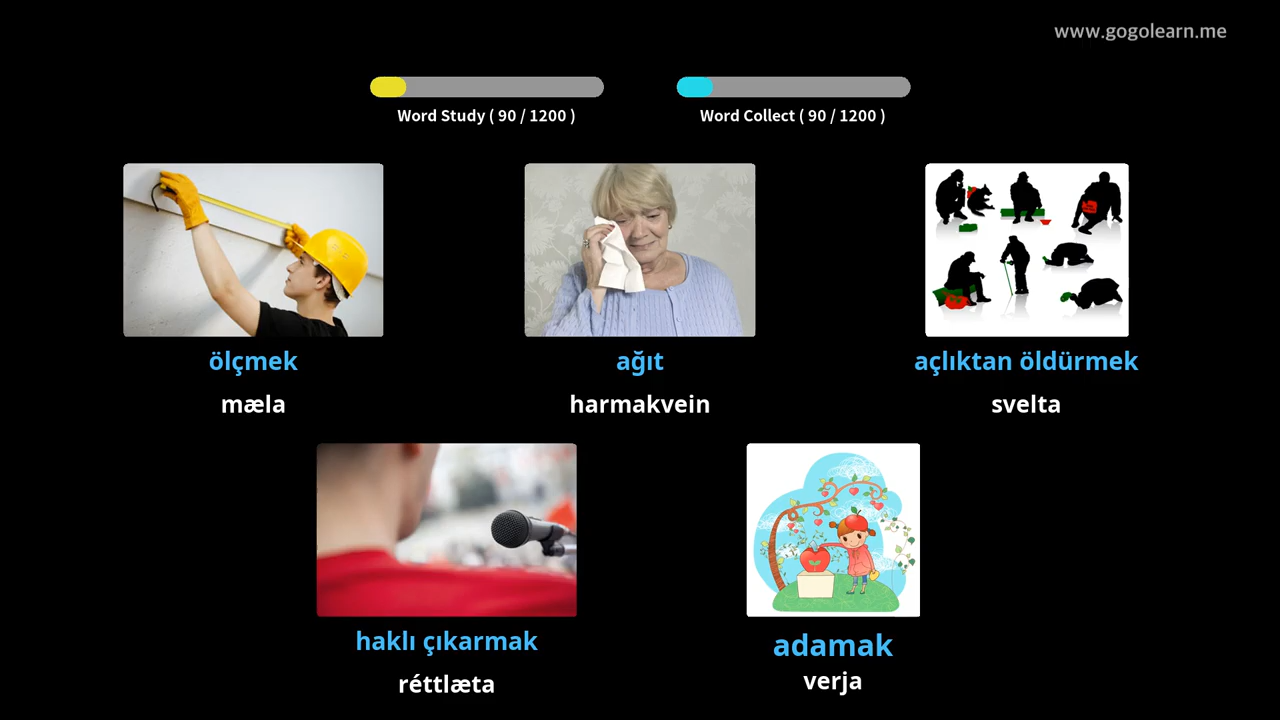 www.gogolearn.me
Word Study ( 90 / 1200 )
Word Collect ( 90 / 1200 )
ölçmek
mæla
ağıt
harmakvein
açlıktan öldürmek
svelta
haklı çıkarmak
réttlæta
adamak
verja